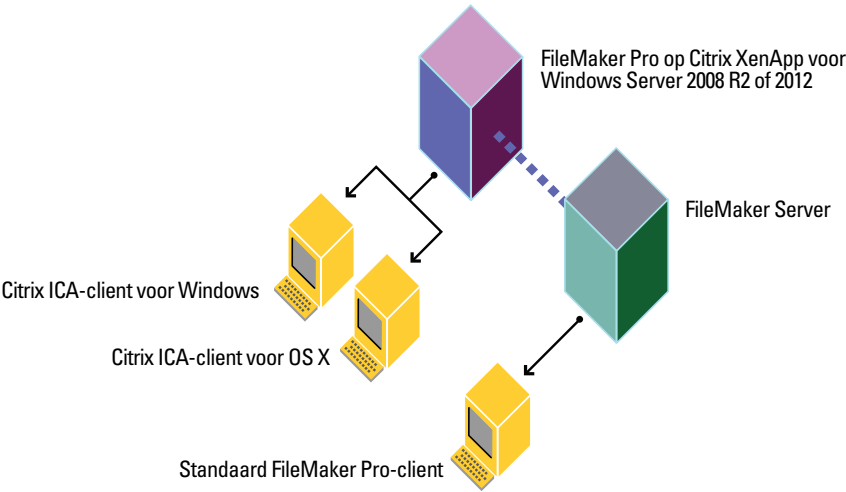 FileMaker Pro op Citrix XenApp voor
Windows Server 2008 R2 of 2012
FileMaker Server
Citrix ICA-client voor Windows
Citrix ICA-client voor OS X
Standaard FileMaker Pro-client